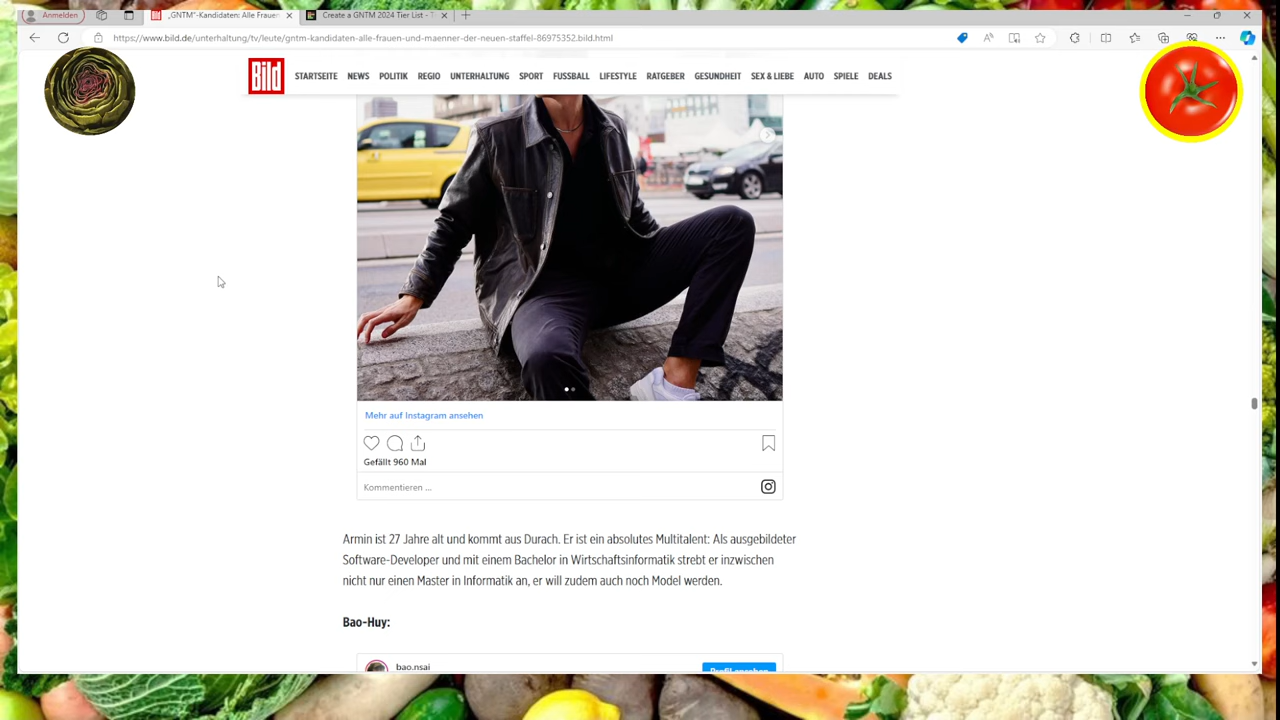 Anmelden
„GNTM"-Kandidaten: Alle Frauen
Create a GNTM 2024 Tier List - T
https://www.bild.de/unterhaltung/tv/leute/gntm-kandidaten-alle-frauen-und-maenner-der-neuen-staffel-86975352.bild.html
Bild
STARTSEITE NEWS POLITIK REGIO UNTERHALTUNG SPORT FUSSBALL LIFESTYLE RATGEBER GESUNDHEIT SEX & LIEBE AUTO SPIELE DEALS
Mehr auf Instagram ansehen
Gefällt 960 Mal
Kommentieren ...
Armin ist 27 Jahre alt und kommt aus Durach. Er ist ein absolutes Multitalent: Als ausgebildeter
Software-Developer und mit einem Bachelor in Wirtschaftsinformatik strebt er inzwischen
nicht nur einen Master in Informatik an, er will zudem auch noch Model werden.
Bao-Huy:
bao.nsai
Profil ansehen